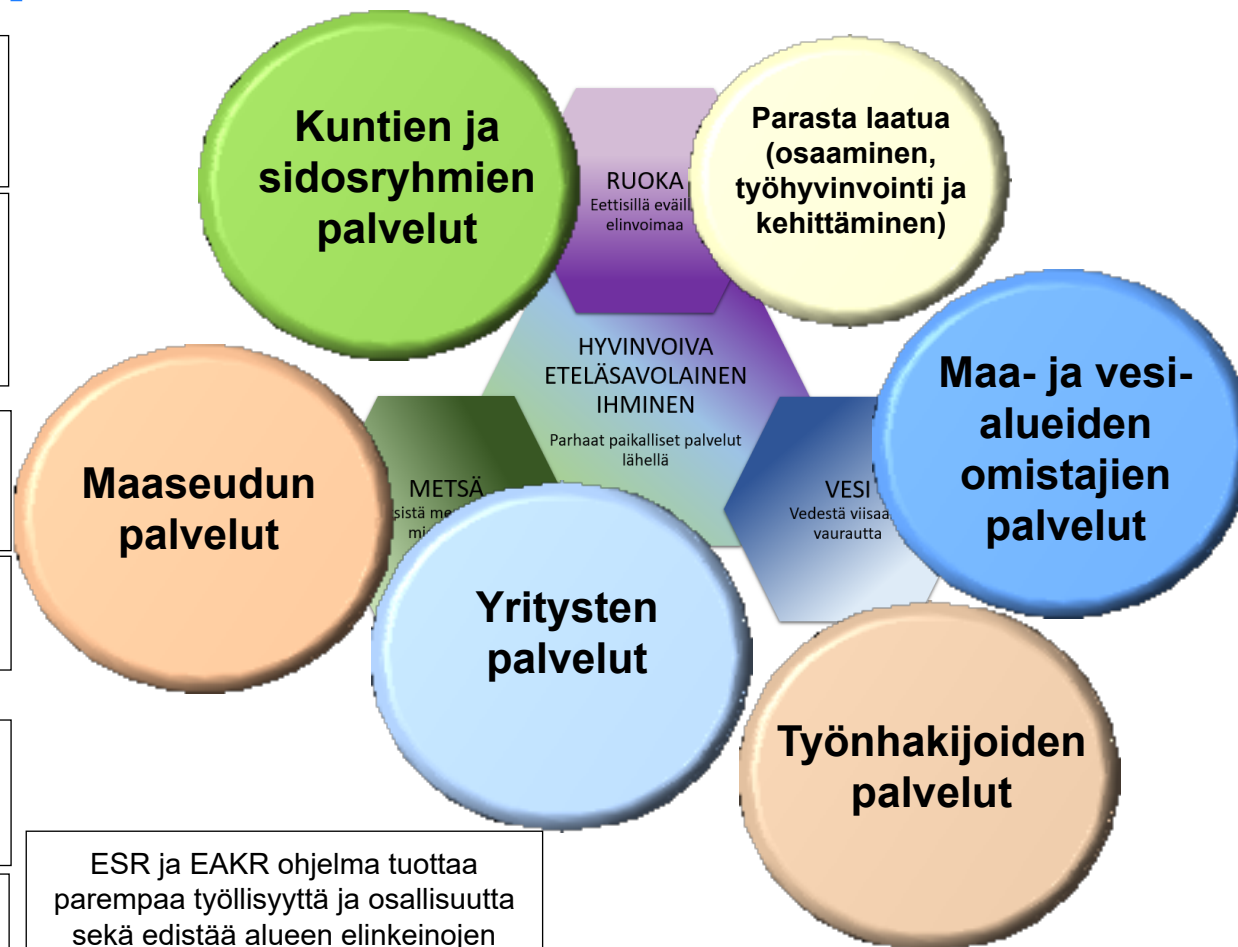 Kuntien ja
sidosryhmien
palvelut
RUOKA
Eettisillä
elinvoimaa
Parasta laatua
(osaaminen,
työhyvinvointi ja
kehittäminen)
HYVINVOIVA
ETELÄSAVOLAINEN
IHMINEN
Parhaat paikalliset palvelut
lähellä
Maa- ja vesi-
alueiden
omistajien
palvelut
Maaseudun
palvelut
METSÄ
VESI
Vedestä
vaurautta
Yritysten
palvelut
Työnhakijoiden
palvelut
ESR ja EAKR ohjelma tuottaa
parempaa työllisyyttä ja osallisuutta
sekä edistää alueen elinkeinojen